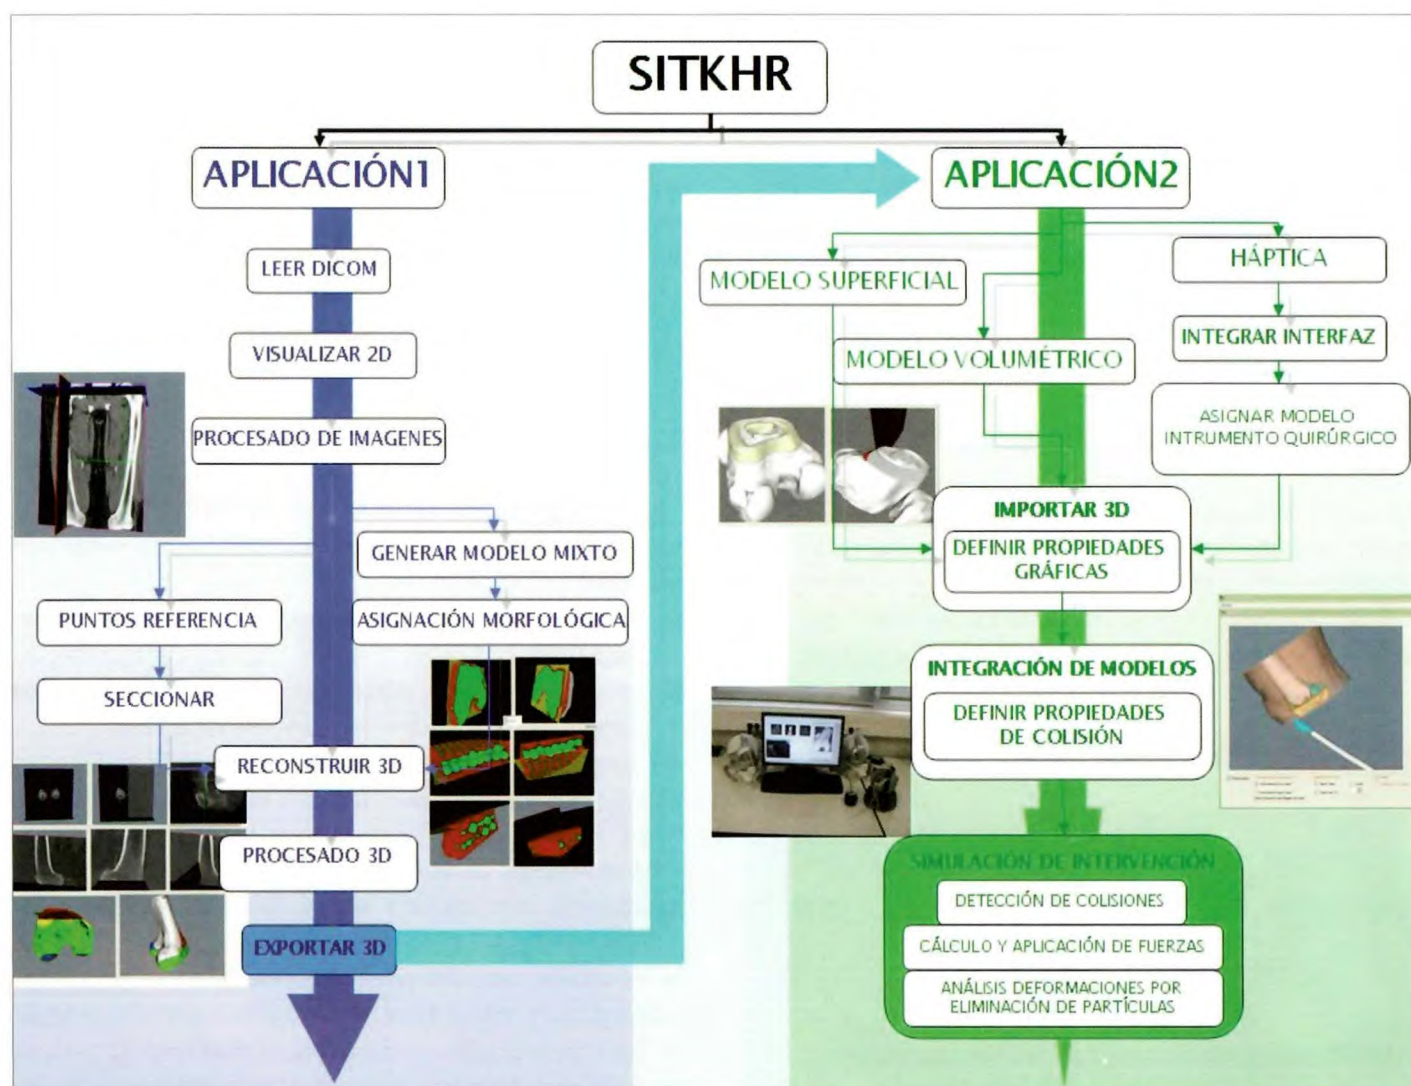 SITKHR
APLICACIÓN1
LEER DICOM
VISUALIZAR 2D
PROCESADO DE IMAGENES
GENERAR MODELO MIXTO
ASIGNACIÓN MORFOLÓGICA
PUNTOS REFERENCIA
SECCIONAR
RECONSTRUIR 3D
PROCESADO 3D
EXPORTAR 3D
APLICACIÓN2
MODELO SUPERFICIAL
MODELO VOLUMÉTRICO
HÁPTICA
INTEGRAR INTERFAZ
ASIGNAR MODELO
INTRUMENTO QUIRÚRGICO
IMPORTAR 3D
DEFINIR PROPIEDADES
GRÁFICAS
INTEGRACIÓN DE MODELOS
DEFINIR PROPIEDADES
DE COLISIÓN
SIMULACIÓN DE INTERVENCIÓN
DETECCIÓN DE COLISIONES
CÁLCULO Y APLICACIÓN DE FUERZAS
ANÁLISIS DEFORMACIONES POR
ELIMINACIÓN DE PARTÍCULAS